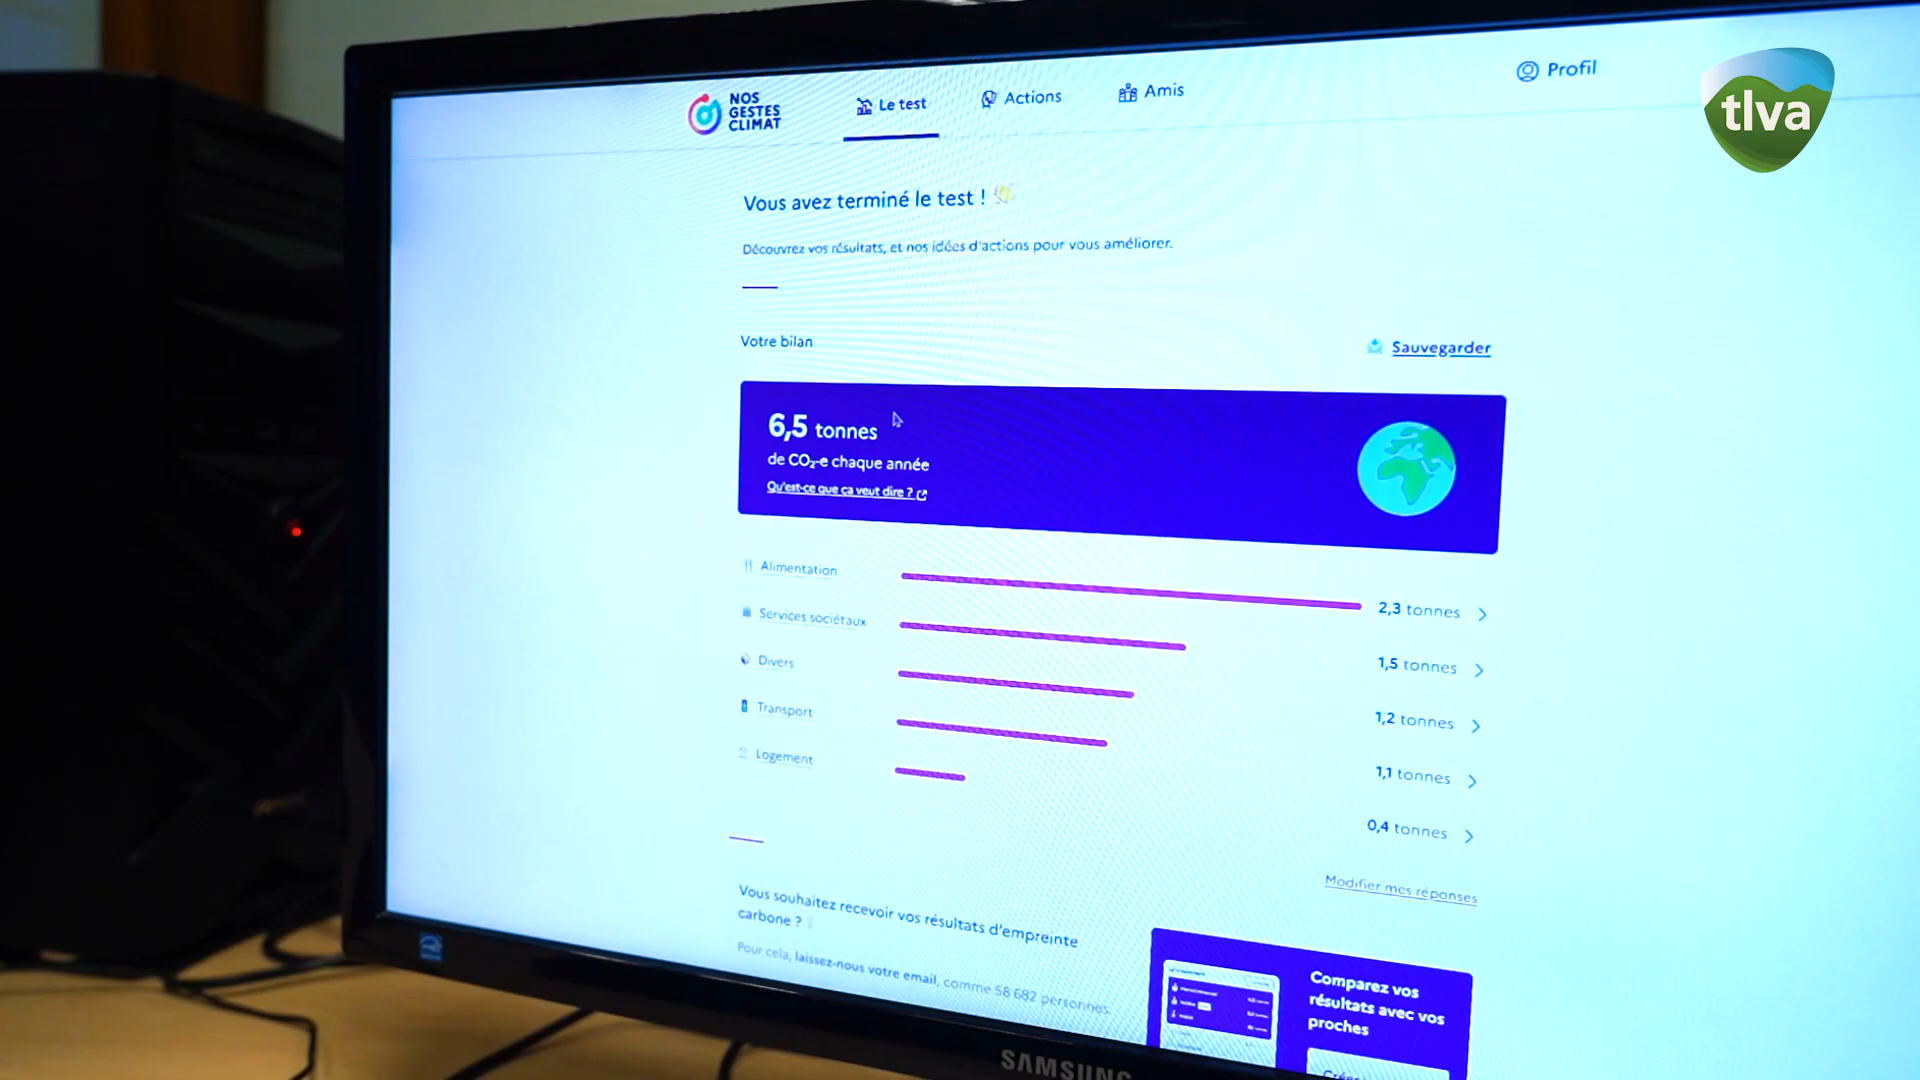 NOS
GESTES
CLIMAT
Le test
Actions
Amis
Profil
tlva
Vous avez terminé le test !
Découvrez vos résultats, et nos idées d'actions pour vous améliorer.
Votre bilan
Sauvegarder
6,5 tonnes
de CO₂-e chaque année
Qu'est-ce que ça veut dire ?
Alimentation
2,3 tonnes
Services sociétaux
1,5 tonnes
Divers
1,2 tonnes
Transport
1,1 tonnes
Logement
0,4 tonnes
Modifier mes réponses
Vous souhaitez recevoir vos résultats d'empreinte
carbone ?
Pour cela, laissez-nous votre email, comme 58 682 personnes.
Comparez vos
résultats avec vos
proches
SAMSUNG